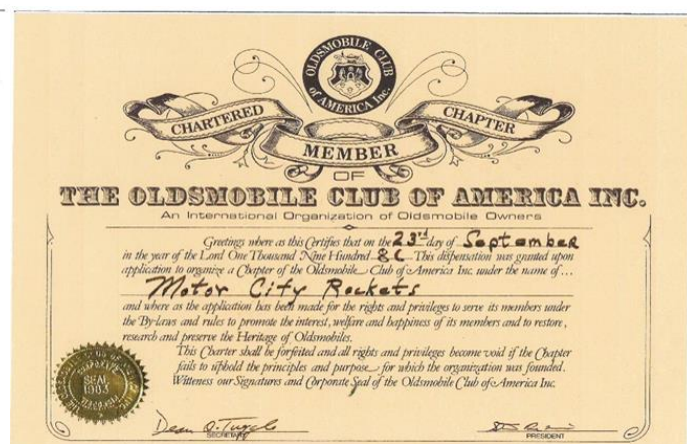 OLDSMOBILE CLUB
of AMERICA Inc.
CHARTERED
CHAPTER
MEMBER
OF
THE OLDSMOBILE CLUB OF AMERICA INC.
An International Organization of Oldsmobile Owners
Greetings where as this Certifies that on the 23rd day of September
in the year of the Lord One Thousand Nine Hundred This dispensation was granted upon
application to organize a Chapter of the Oldsmobile Club of America Inc. under the name of...
Motor City Rockets
and where as the application has been made for the rights and privileges to serve its members under
the By-laws and rules to promote the interest, welfare and happiness of its members and to restore,
research and preserve the Heritage of Oldsmobiles.
This Charter shall be forfeited and all rights and privileges become void if the Chapter
fails to uphold the principles and purpose for which the organization was founded.
Witteness our Signatures and Corporate Seal of the Oldsmobile Club of America Inc.
SEAL
SECRETARY
PRESIDENT